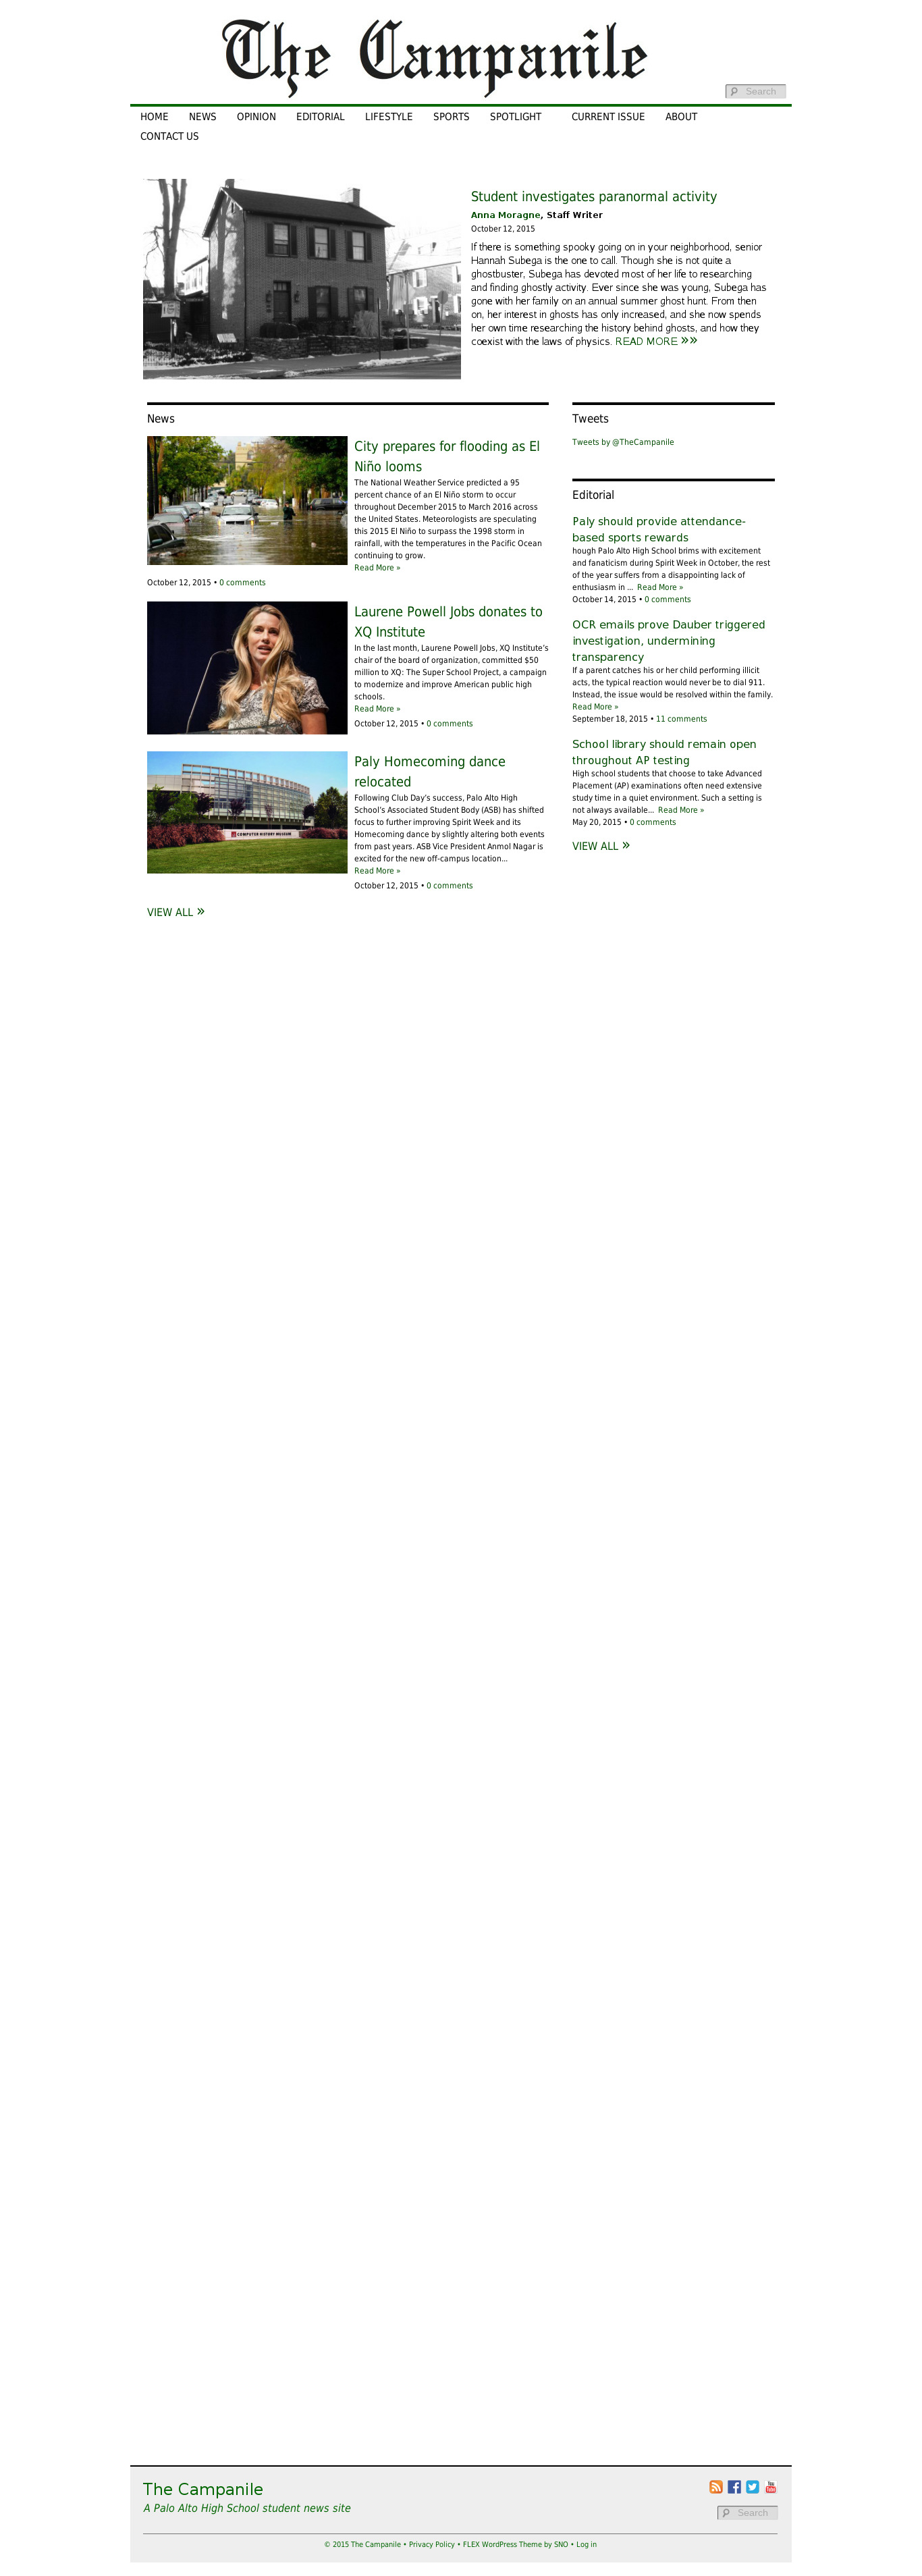 The Campanile
Search
HOME NEWS OPINION EDITORIAL LIFESTYLE SPORTS SPOTLIGHT CURRENT ISSUE ABOUT
CONTACT US
Student investigates paranormal activity
Anna Moragne, Staff Writer
October 12, 2015
If there is something spooky going on in your neighborhood, senior
Hannah Subega is the one to call. Though she is not quite a
ghostbuster, Subega has devoted most of her life to researching
and finding ghostly activity. Ever since she was young, Subega has
gone with her family on an annual summer ghost hunt. From then
on, her interest in ghosts has only increased, and she now spends
her own time researching the history behind ghosts, and how they
coexist with the laws of physics. READ MORE »»
News
City prepares for flooding as El
Niño looms
The National Weather Service predicted a 95
percent chance of an El Niño storm to occur
throughout December 2015 to March 2016 across
the United States. Meteorologists are speculating
this 2015 El Niño to surpass the 1998 storm in
rainfall, with the temperatures in the Pacific Ocean
continuing to grow.
Read More »
October 12, 2015 • 0 comments
Laurene Powell Jobs donates to
XQ Institute
In the last month, Laurene Powell Jobs, XQ Institute's
chair of the board of organization, committed $50
million to XQ: The Super School Project, a campaign
to modernize and improve American public high
schools.
Read More »
October 12, 2015 • 0 comments
COMPUTER HISTORY MUSEUM
Paly Homecoming dance
relocated
Following Club Day's success, Palo Alto High
School's Associated Student Body (ASB) has shifted
focus to further improving Spirit Week and its
Homecoming dance by slightly altering both events
from past years. ASB Vice President Anmol Nagar is
excited for the new off-campus location...
Read More »
October 12, 2015 • 0 comments
VIEW ALL »
Tweets
Tweets by @TheCampanile
Editorial
Paly should provide attendance-
based sports rewards
hough Palo Alto High School brims with excitement
and fanaticism during Spirit Week in October, the rest
of the year suffers from a disappointing lack of
enthusiasm in ... Read More »
October 14, 2015 • 0 comments
OCR emails prove Dauber triggered
investigation, undermining
transparency
If a parent catches his or her child performing illicit
acts, the typical reaction would never be to dial 911.
Instead, the issue would be resolved within the family.
Read More »
September 18, 2015 • 11 comments
School library should remain open
throughout AP testing
High school students that choose to take Advanced
Placement (AP) examinations often need extensive
study time in a quiet environment. Such a setting is
not always available... Read More »
May 20, 2015 • 0 comments
VIEW ALL »
The Campanile
A Palo Alto High School student news site
You Tube
Search
© 2015 The Campanile • Privacy Policy • FLEX WordPress Theme by SNO • Log in